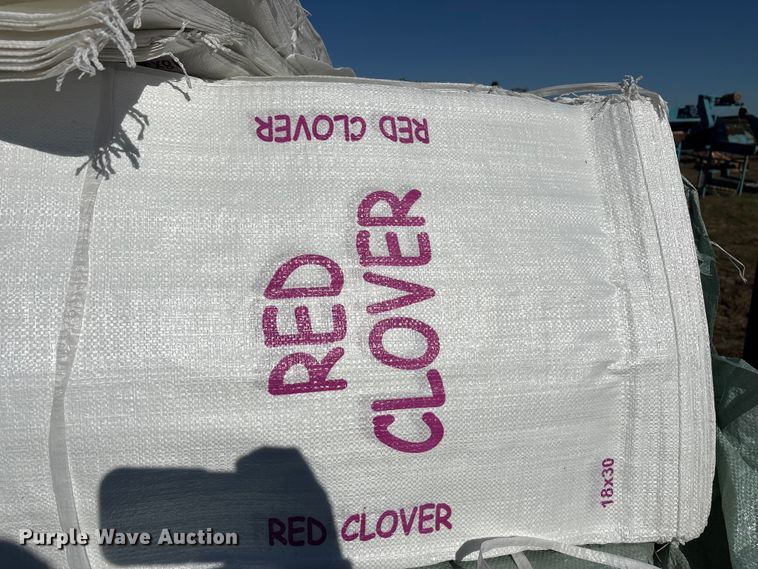 RED CLOVER
RED
CLOVER
RED CLOVER
18x30
Purple Wave Auction